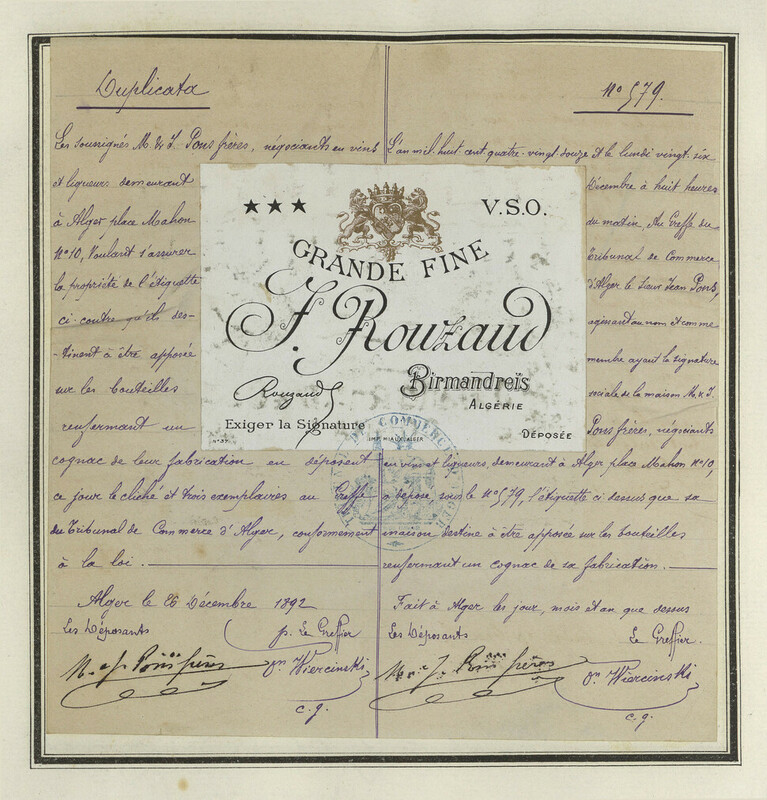 Duplicata
Les soussignés M. & J. Pons frères, négociants en vins
et liqueurs demeurant
à Alger place Mahon
N°10, Voulant s'assurer
la propriété de l'étiquette
ci-contre qu'ils des-
-tinent à être apposée
sur les bouteilles
renfermant un
cognac de leur fabrication en déposent
ce jour le cliché et trois exemplaires au Greffe
du Tribunal de Commerce d'Alger, conformément
à la loi.
Alger le 26 Décembre 1892
Les Déposants
p. Le Greffier
M. & J. Pons frères
Wiercinski
c. g.
★★★
V.S.O.
GRANDE FINE
J. Rouzaud
Birmandreïs
ALGÉRIE
Rouzaud
Exiger la Signature
DÉPOSÉE
N° 579.
L'an mil huit cent quatre-vingt-douze et le lundi vingt-six
Décembre à huit heures
du matin, Au Greffe du
Tribunal de Commerce
d'Alger le sieur Jean Pons,
agissant au nom et comme
membre ayant la signature
sociale de la maison M. & J.
Pons frères, négociants
en vins et liqueurs, demeurant à Alger place Mahon N°10,
a déposé, sous le N°579, l'étiquette ci-dessus que sa
maison destine à être apposée sur les bouteilles
renfermant un cognac de sa fabrication.
Fait à Alger les jour, mois et an que dessus
Les Déposants
Le Greffier.
M. & J. Pons frères
Wiercinski
c. g.